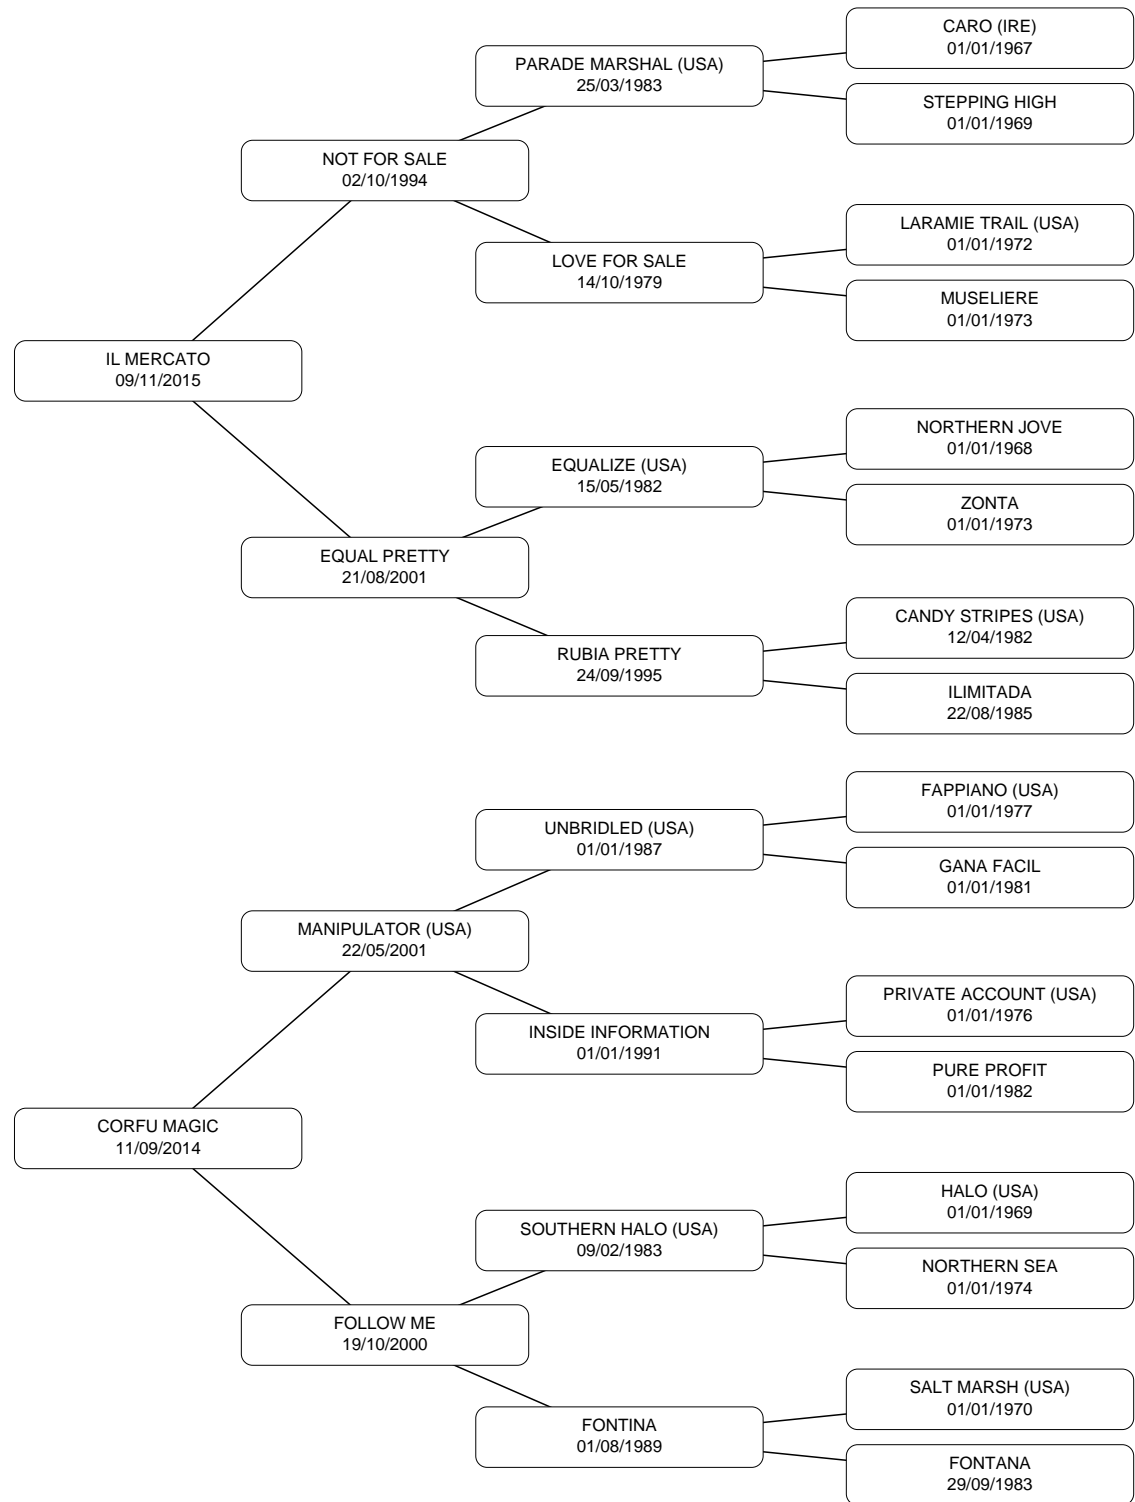 CARO (IRE)
01/01/1967
PARADE MARSHAL (USA)
25/03/1983
STEPPING HIGH
01/01/1969
NOT FOR SALE
02/10/1994
LARAMIE TRAIL (USA)
01/01/1972
LOVE FOR SALE
14/10/1979
MUSELIERE
01/01/1973
IL MERCATO
09/11/2015
NORTHERN JOVE
01/01/1968
EQUALIZE (USA)
15/05/1982
ZONTA
01/01/1973
EQUAL PRETTY
21/08/2001
CANDY STRIPES (USA)
12/04/1982
RUBIA PRETTY
24/09/1995
ILIMITADA
22/08/1985
FAPPIANO (USA)
01/01/1977
UNBRIDLED (USA)
01/01/1987
GANA FACIL
01/01/1981
MANIPULATOR (USA)
22/05/2001
PRIVATE ACCOUNT (USA)
01/01/1976
INSIDE INFORMATION
01/01/1991
PURE PROFIT
01/01/1982
CORFU MAGIC
11/09/2014
HALO (USA)
01/01/1969
SOUTHERN HALO (USA)
09/02/1983
NORTHERN SEA
01/01/1974
FOLLOW ME
19/10/2000
SALT MARSH (USA)
01/01/1970
FONTINA
01/08/1989
FONTANA
29/09/1983